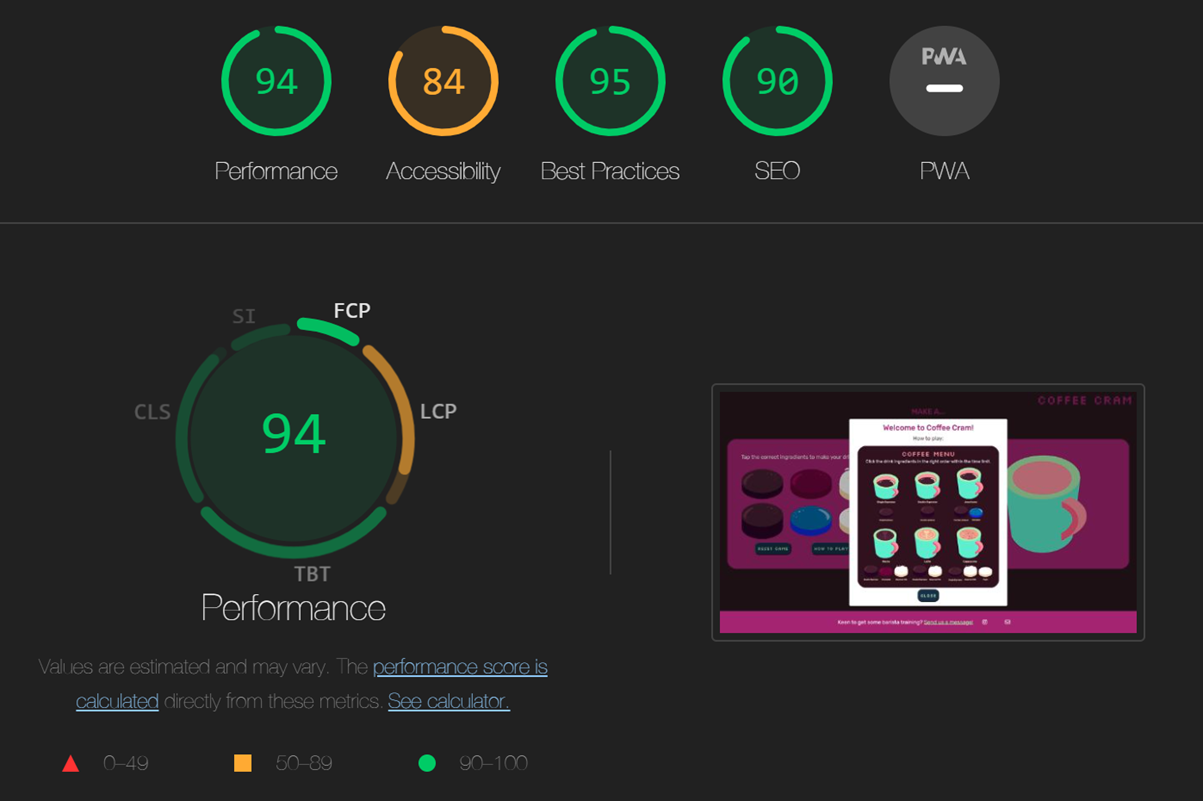 94 84 95 90 PWA
Performance Accessibility Best Practices SEO PWA
SI FCP
CLS LCP
94
TBT
Performance
Values are estimated and may vary. The performance score is
calculated directly from these metrics. See calculator.
0–49 50–89 90–100
COFFEE CRAM
MAKE A...
Welcome to Coffee Cram!
How to play:
COFFEE MENU
Click the drink ingredients in the right order within the time limit.
Tap the correct ingredients to make your
HOW TO PLAY
CLOSE
Keen to get some barista training? Send us a message!